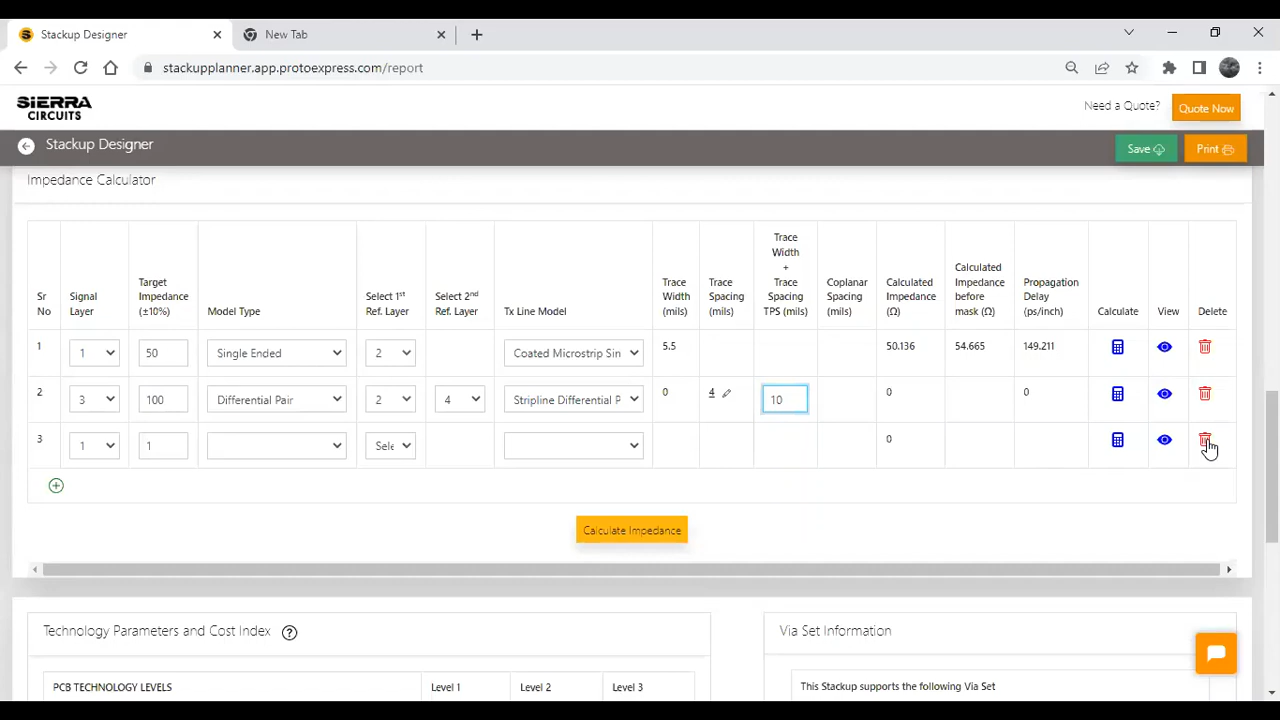 Stackup Designer
New Tab
stackupplanner.app.protoexpress.com/report
SIERRA
CIRCUITS
Need a Quote?
Quote Now
Stackup Designer
Save
Print
Impedance Calculator
Sr
No
Signal
Layer
Target
Impedance
(±10%)
Model Type
Select 1st
Ref. Layer
Select 2nd
Ref. Layer
Tx Line Model
Trace
Width
(mils)
Trace
Spacing
(mils)
Trace
Width
+
Trace
Spacing
TPS (mils)
Coplanar
Spacing
(mils)
Calculated
Impedance
(Ω)
Calculated
Impedance
before
mask (Ω)
Propagation
Delay
(ps/inch)
Calculate
View
Delete
1 1 50 Single Ended 2 Coated Microstrip Sin 5.5 50.136 54.665 149.211
2 3 100 Differential Pair 2 4 Stripline Differential P 0 4 10 0 0
3 1 1 Sele 0
Calculate Impedance
Technology Parameters and Cost Index ?
Via Set Information
PCB TECHNOLOGY LEVELS Level 1 Level 2 Level 3
This Stackup supports the following Via Set